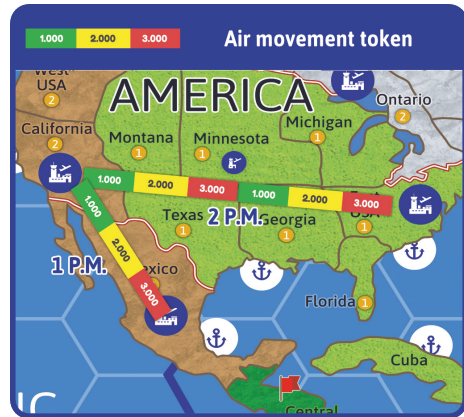 1.000 2.000 3.000 Air movement token
West
USA
2
AMERICA
Ontario
2
California
2
Montana
1
Minnesota
1
Michigan
1
1.000 2.000 3.000 1.000 2.000 3.000
1.000
2.000
3.000
Texas
1
2 P.M.
Georgia
1
USA
1
1 P.M.
Florida 1
Cuba
Central